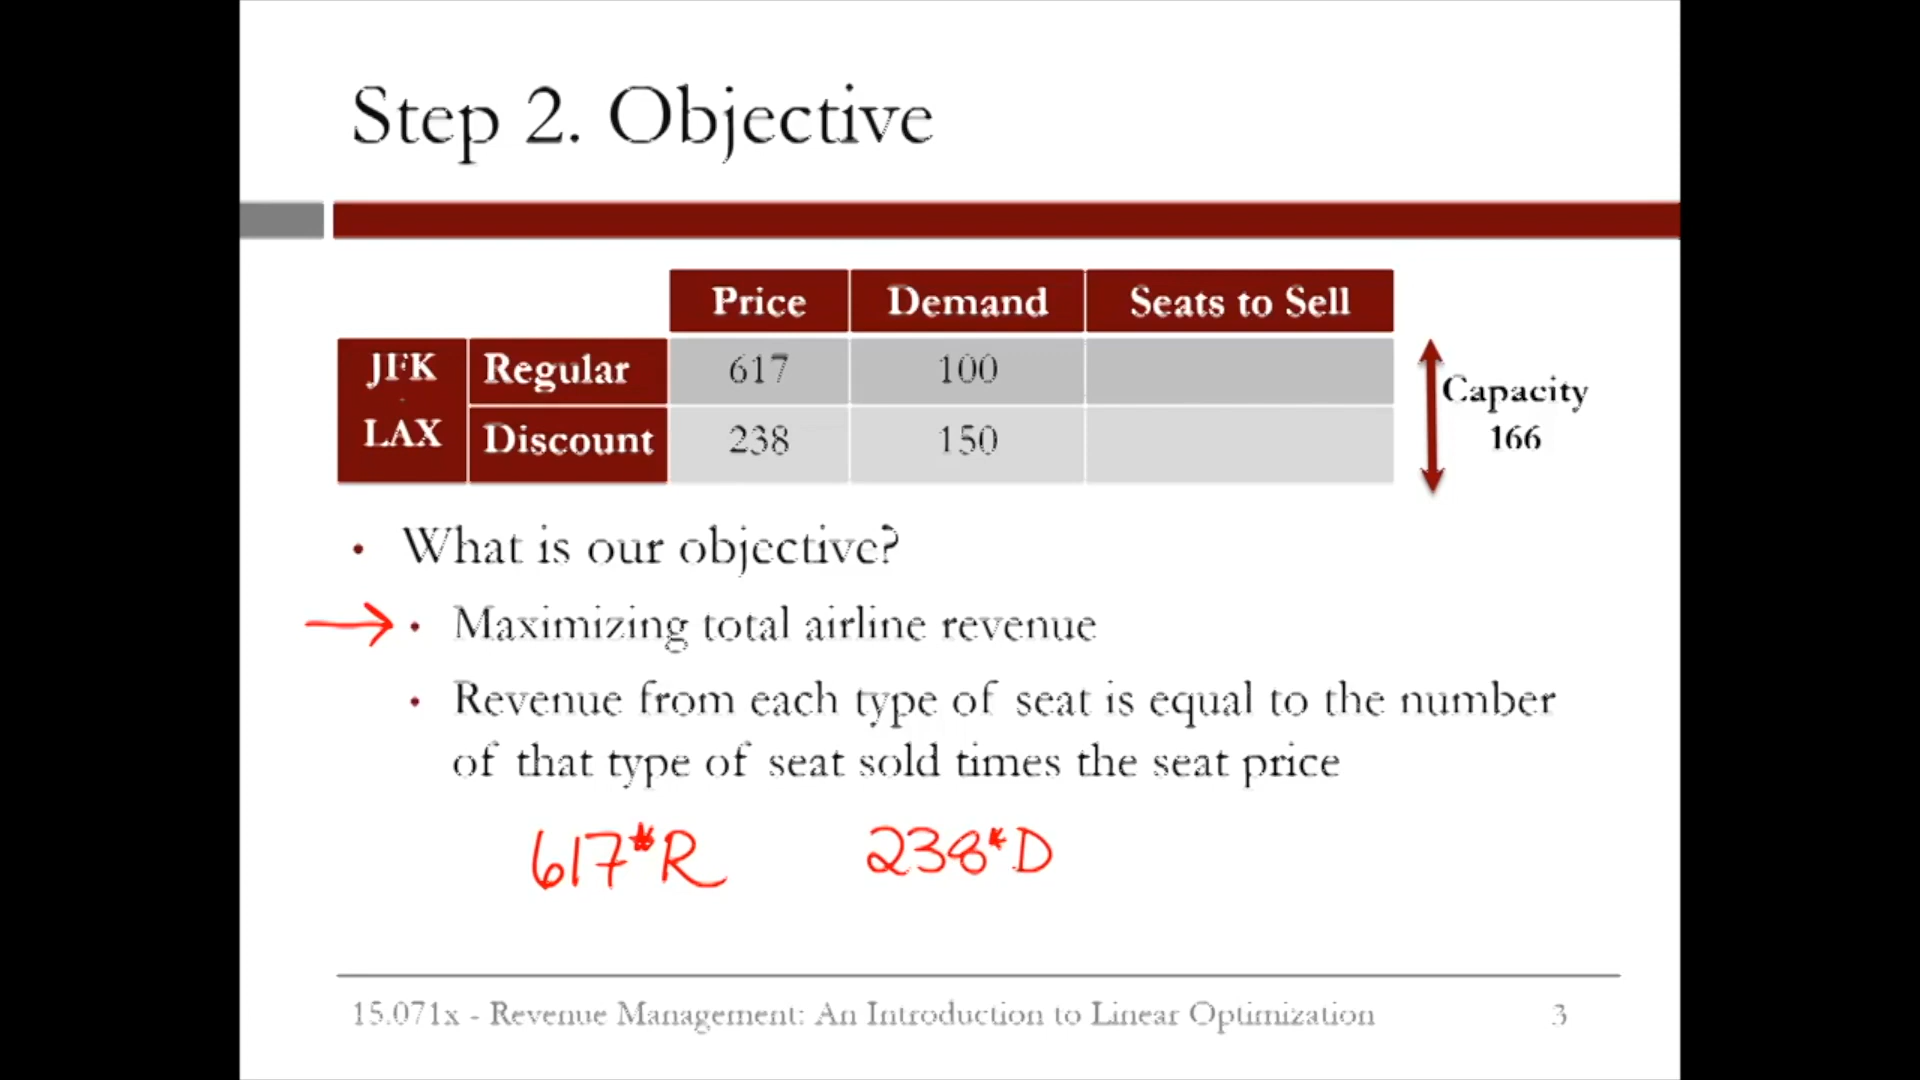 Step 2. Objective
Price Demand Seats to Sell
JFK Regular 617 100
LAX Discount 238 150
Capacity
166
• What is our objective?
• Maximizing total airline revenue
• Revenue from each type of seat is equal to the number
of that type of seat sold times the seat price
617*R 238*D
15.071x - Revenue Management: An Introduction to Linear Optimization 3